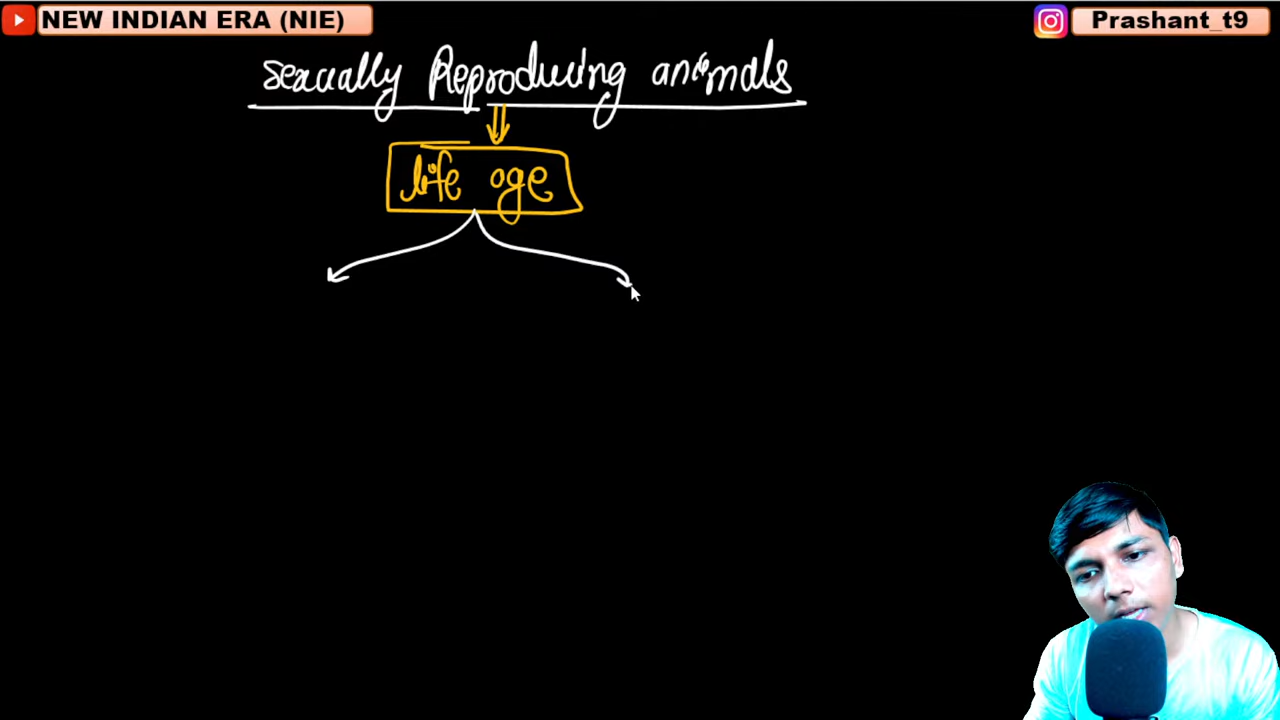 NEW INDIAN ERA (NIE)
Prashant_t9
Sexually Reproducing animals
life age